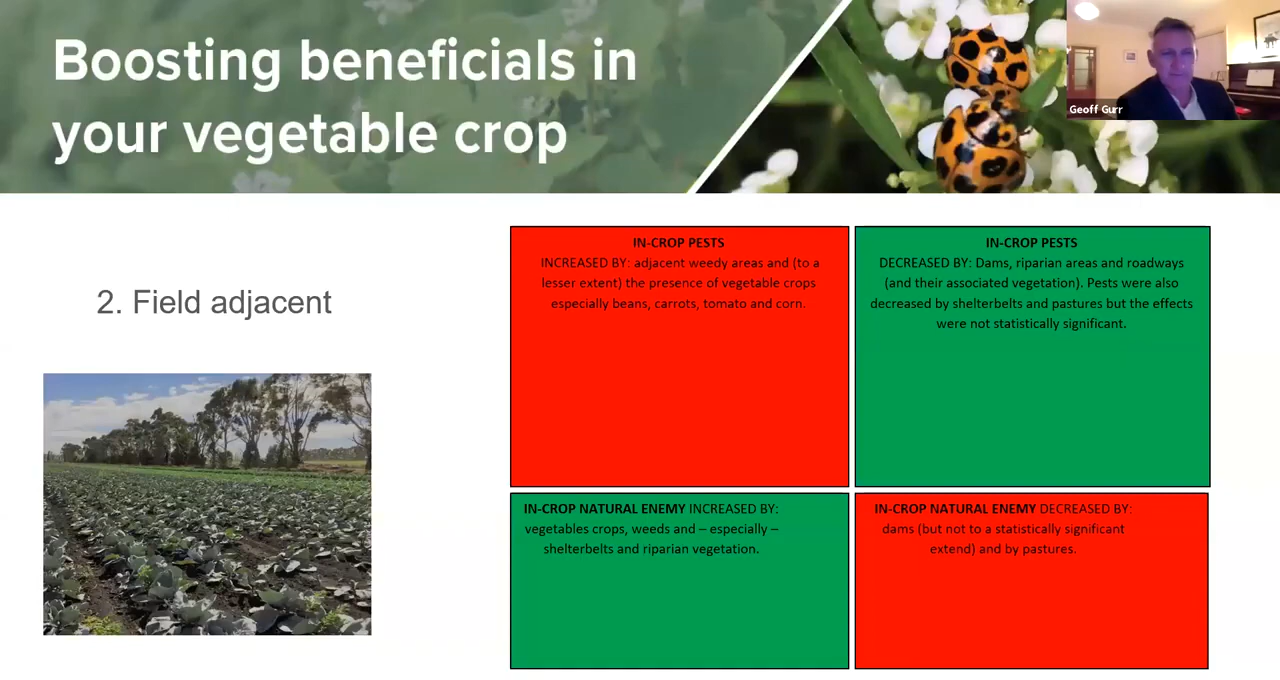 Boosting beneficials in
your vegetable crop
Geoff Gurr
2. Field adjacent
IN-CROP PESTS
INCREASED BY: adjacent weedy areas and (to a
lesser extent) the presence of vegetable crops
especially beans, carrots, tomato and corn.
IN-CROP PESTS
DECREASED BY: Dams, riparian areas and roadways
(and their associated vegetation). Pests were also
decreased by shelterbelts and pastures but the effects
were not statistically significant.
IN-CROP NATURAL ENEMY INCREASED BY:
vegetables crops, weeds and – especially –
shelterbelts and riparian vegetation.
IN-CROP NATURAL ENEMY DECREASED BY:
dams (but not to a statistically significant
extend) and by pastures.